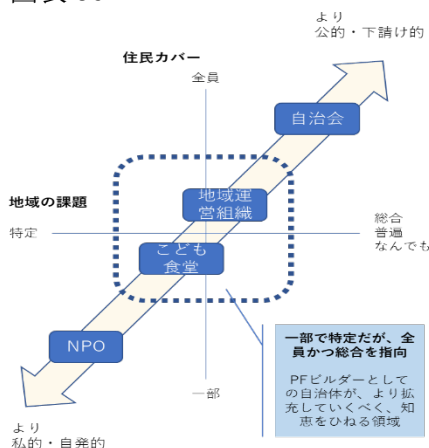 より
公的・下請け的
住民カバー
全員
自治会
地域運
営組織
地域の課題
特定
総合
普遍
なんでも
こども
食堂
NPO
一部
一部で特定だが、全
員かつ総合を指向
PFビルダーとして
の自治体が、より拡
充していくべく、知
恵をひねる領域
より
私的・自発的